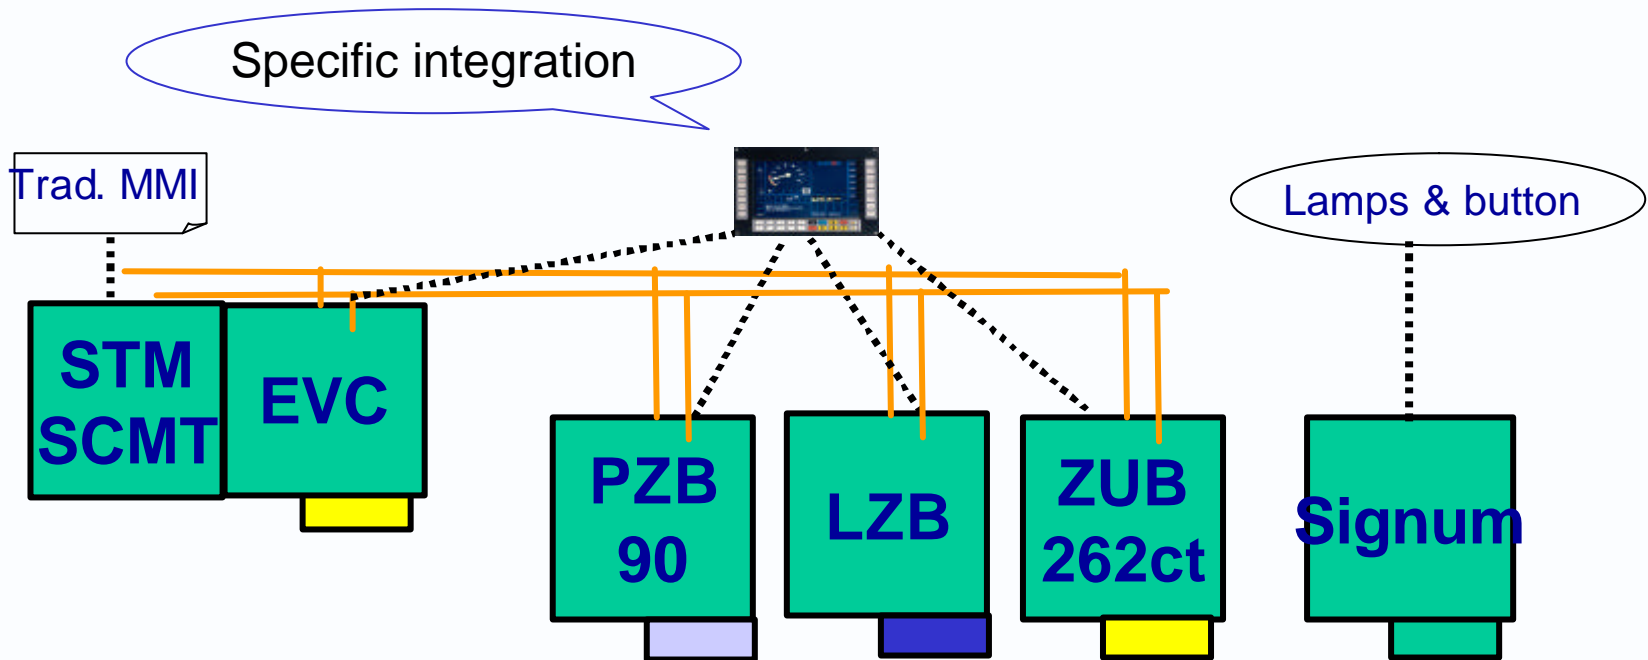 Specific integration
Trad. MMI
Lamps & button
STM
SCMT
EVC
PZB
90
LZB
ZUB
262ct
Signum